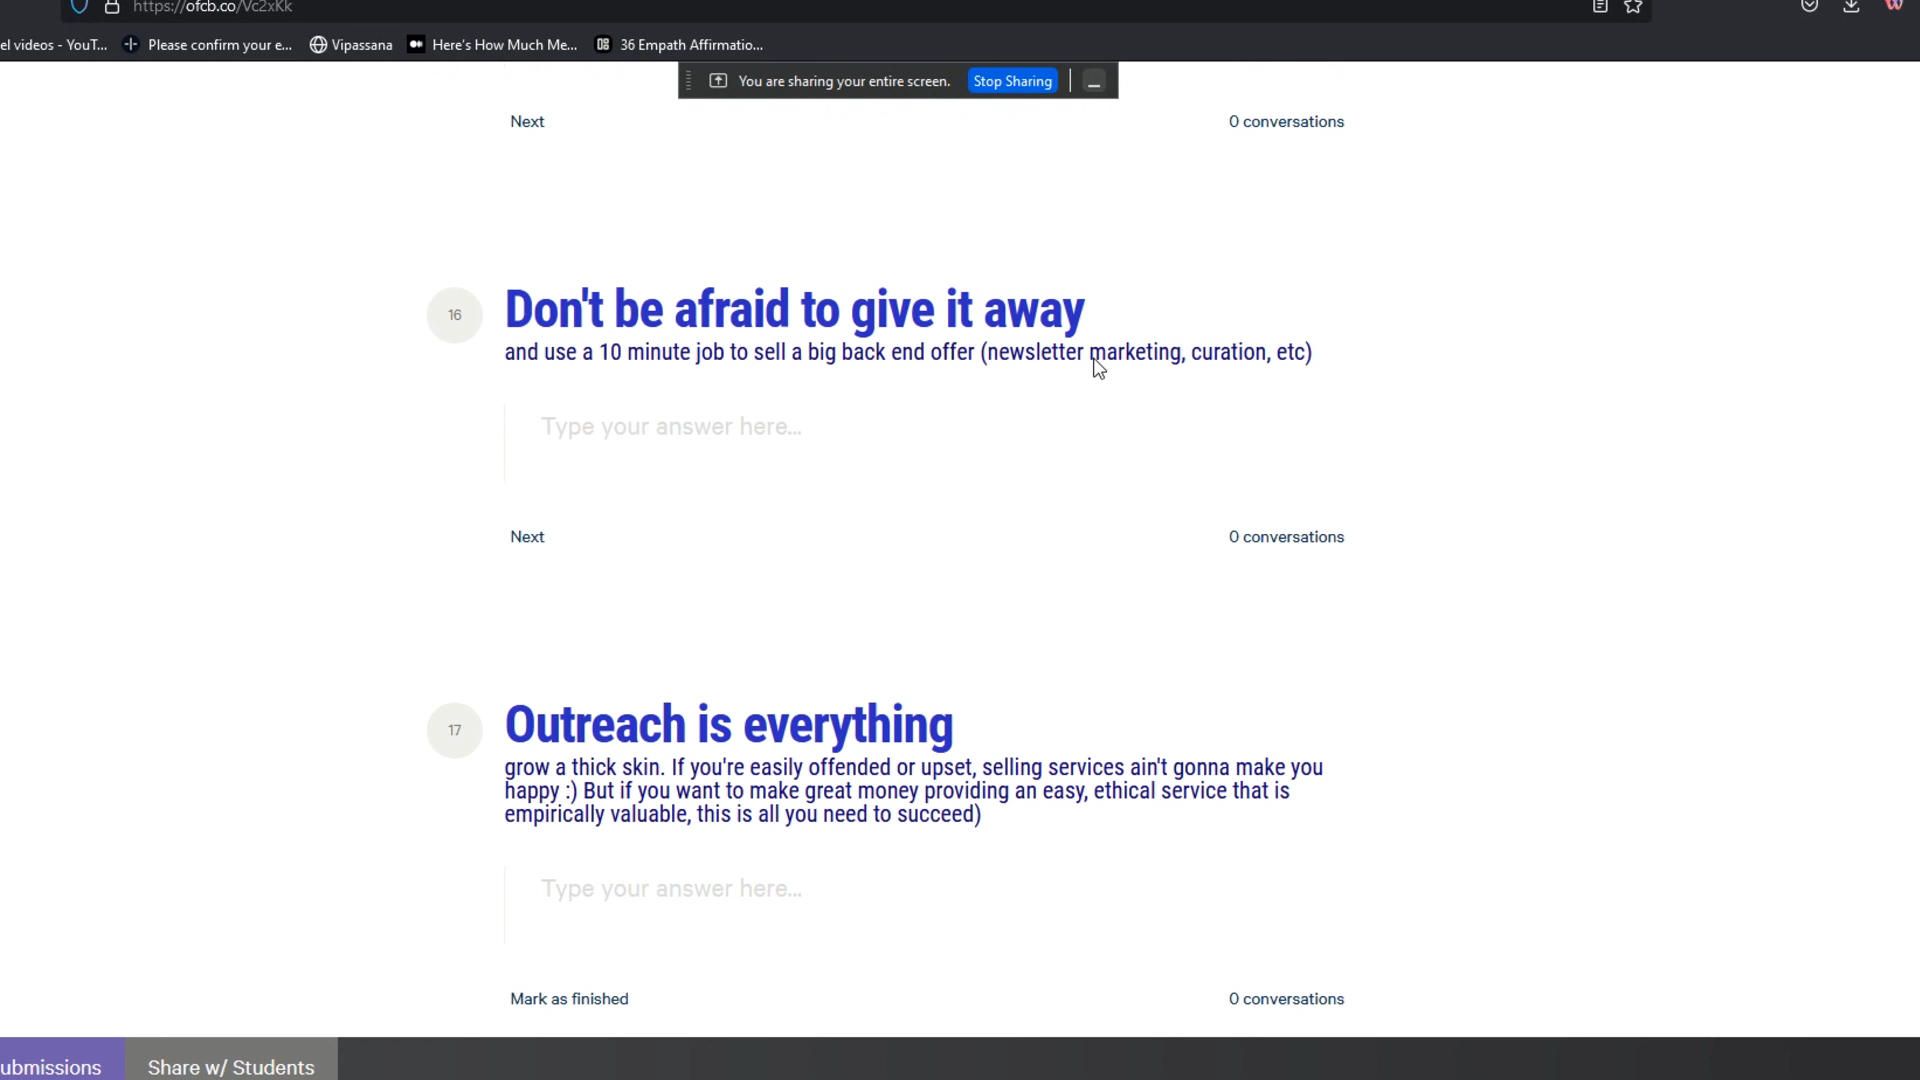 https://ofcb.co/Vc2xKk
el videos - YouT... Please confirm your e... Vipassana Here's How Much Me... 36 Empath Affirmatio...
You are sharing your entire screen. Stop Sharing
Next 0 conversations
16 Don't be afraid to give it away
and use a 10 minute job to sell a big back end offer (newsletter marketing, curation, etc)
Type your answer here...
Next 0 conversations
17 Outreach is everything
grow a thick skin. If you're easily offended or upset, selling services ain't gonna make you
happy :) But if you want to make great money providing an easy, ethical service that is
empirically valuable, this is all you need to succeed)
Type your answer here...
Mark as finished 0 conversations
ubmissions Share w/ Students